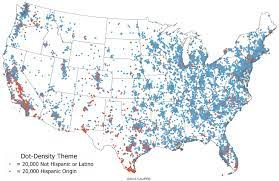 Dot-Density Theme
= 20,000 Not Hispanic or Latino
= 20,000 Hispanic Origin